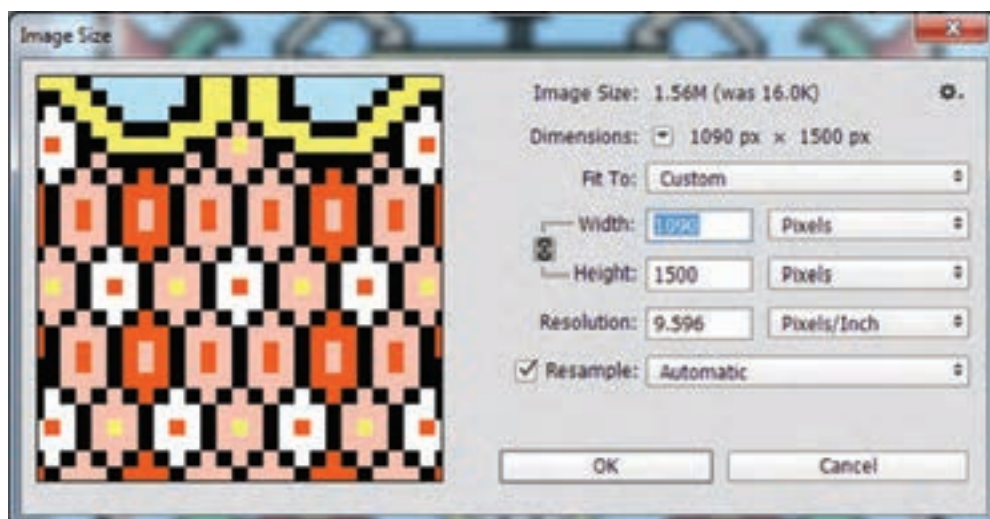 Image Size
Image Size: 1.56M (was 16.0K)
Dimensions: 1090 px × 1500 px
Fit To: Custom
Width: 1090 Pixels
Height: 1500 Pixels
Resolution: 9.596 Pixels/Inch
Resample: Automatic
OK Cancel